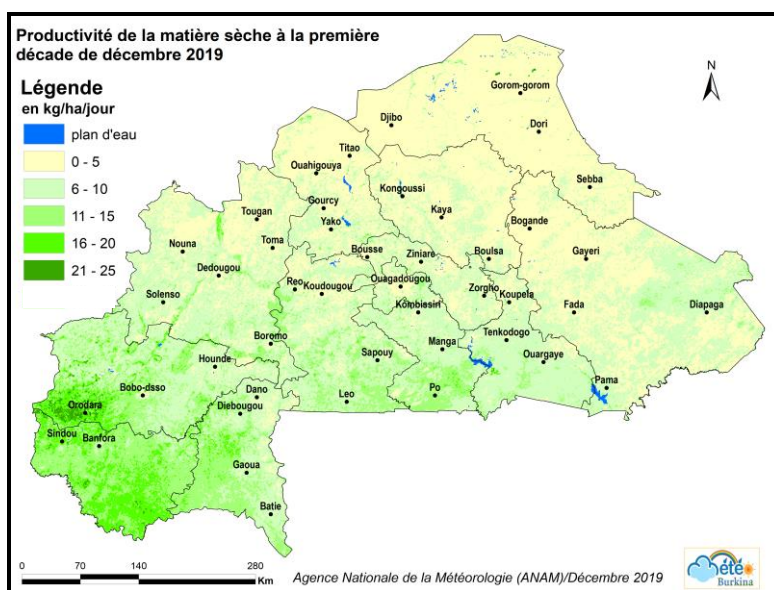 Productivité de la matière sèche à la première
décade de décembre 2019
Légende
en kg/ha/jour
plan d'eau
0 - 5
6 - 10
11 - 15
16 - 20
21 - 25
N
Gorom-gorom
Djibo
Dori
Titao
Ouahigouya
Sebba
Kongoussi
Gourcy
Kaya
Tougan
Yako
Bogande
Nouna
Toma
Bousse
Ziniare
Boulsa
Gayeri
Dedougou
Ouagadougou
Reo
Koudougou
Zorgho
Koupela
Solenso
Kombissiri
Fada
Diapaga
Boromo
Manga
Tenkodogo
Sapouy
Ouargaye
Hounde
Pama
Bobo-dsso
Dano
Leo
Po
Orodara
Diebougou
Sindou
Banfora
Gaoua
Batie
0 70 140 280
Km
Agence Nationale de la Météorologie (ANAM)/Décembre 2019
Météo
Burkina